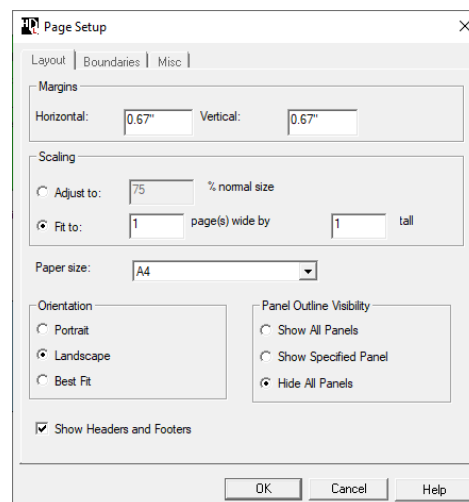 HDL Page Setup
Layout Boundaries Misc
Margins
Horizontal: 0.67" Vertical: 0.67"
Scaling
Adjust to: 75 % normal size
Fit to: 1 page(s) wide by 1 tall
Paper size: A4
Orientation
Portrait
Landscape
Best Fit
Panel Outline Visibility
Show All Panels
Show Specified Panel
Hide All Panels
Show Headers and Footers
OK Cancel Help